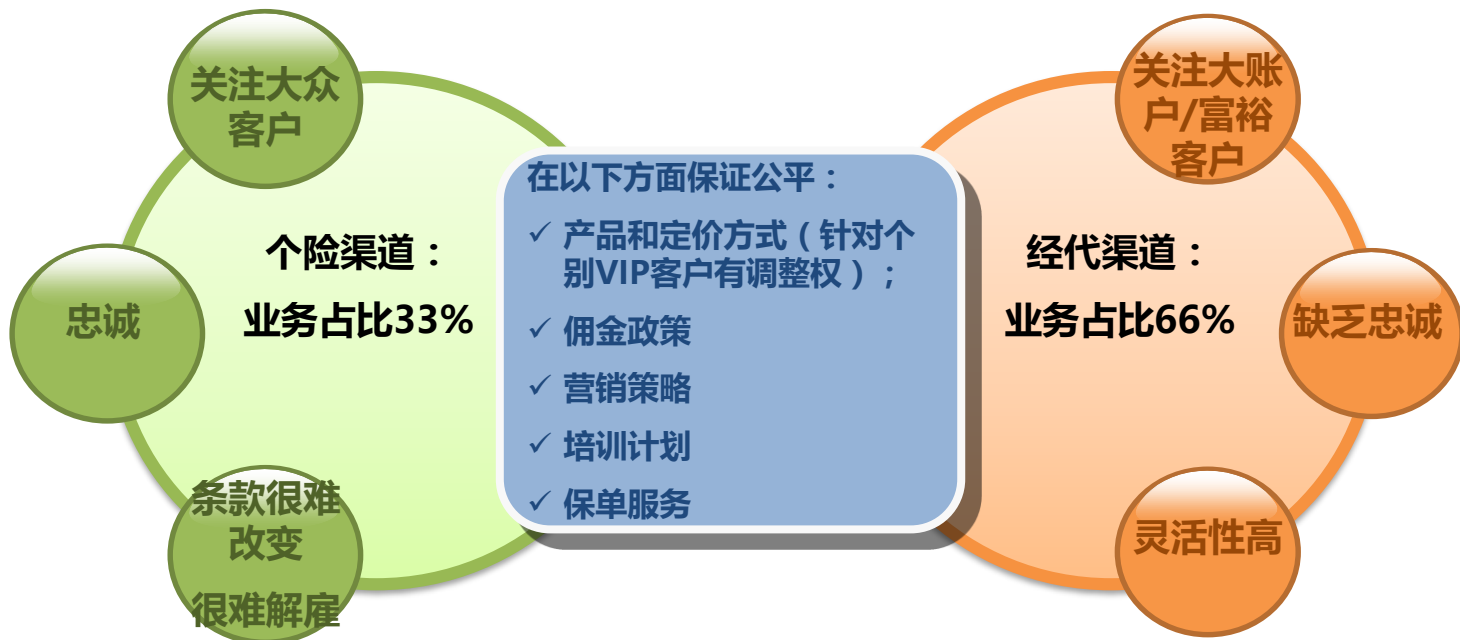 关注大众
客户
个险渠道：
业务占比33%
忠诚
条款很难
改变
很难解雇
在以下方面保证公平：
✓ 产品和定价方式（针对个
别VIP客户有调整权）；
✓ 佣金政策
✓ 营销策略
✓ 培训计划
✓ 保单服务
关注大账
户/富裕
客户
经代渠道：
业务占比66%
缺乏忠诚
灵活性高